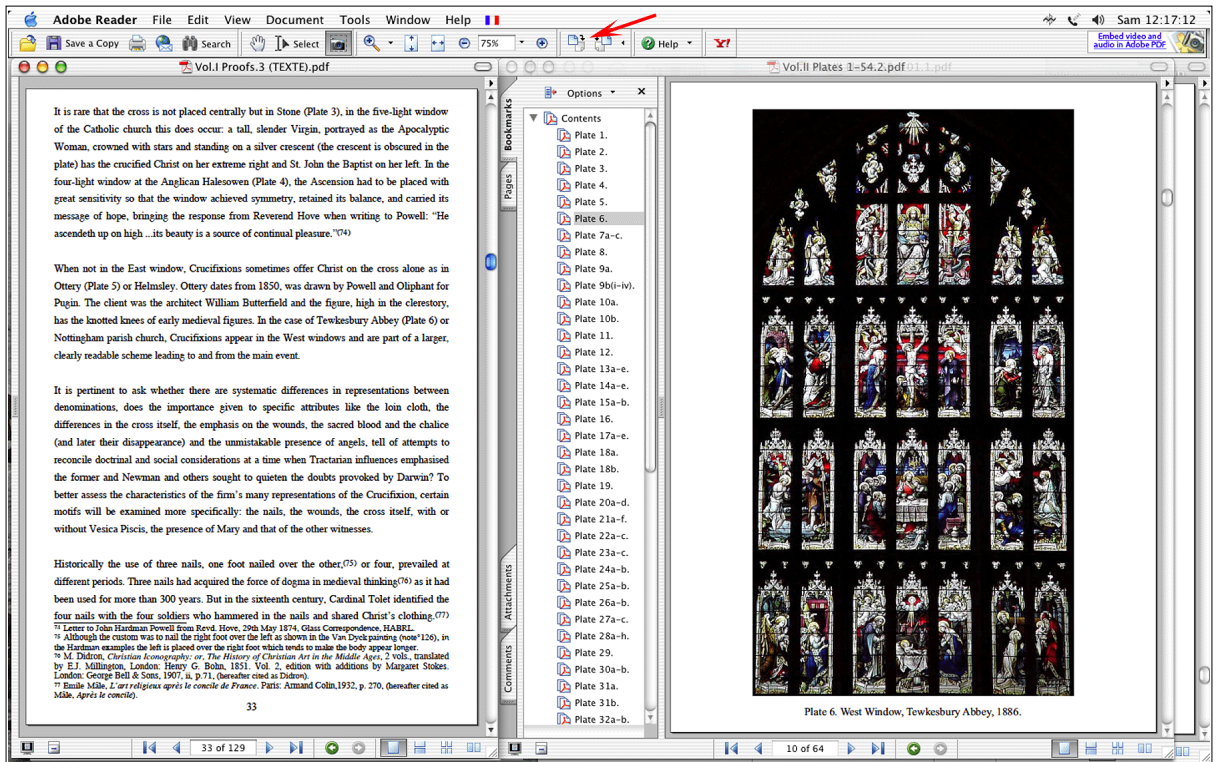 Adobe Reader File Edit View Document Tools Window Help
Sam 12:17:12
Save a Copy
Search
Select
75%
Help
Y!
Embed video and
audio in Adobe PDF
Vol.I Proofs.3 (TEXTE).pdf
It is rare that the cross is not placed centrally but in Stone (Plate 3), in the five-light window
of the Catholic church this does occur: a tall, slender Virgin, portrayed as the Apocalyptic
Woman, crowned with stars and standing on a silver crescent (the crescent is obscured in the
plate) has the crucified Christ on her extreme right and St. John the Baptist on her left. In the
four-light window at the Anglican Halesowen (Plate 4), the Ascension had to be placed with
great sensitivity so that the window achieved symmetry, retained its balance, and carried its
message of hope, bringing the response from Reverend Hove when writing to Powell: “He
ascendeth up on high ...its beauty is a source of continual pleasure.”(74)
When not in the East window, Crucifixions sometimes offer Christ on the cross alone as in
Ottery (Plate 5) or Helmsley. Ottery dates from 1850, was drawn by Powell and Oliphant for
Pugin. The client was the architect William Butterfield and the figure, high in the clerestory,
has the knotted knees of early medieval figures. In the case of Tewkesbury Abbey (Plate 6) or
Nottingham parish church, Crucifixions appear in the West windows and are part of a larger,
clearly readable scheme leading to and from the main event.
It is pertinent to ask whether there are systematic differences in representations between
denominations, does the importance given to specific attributes like the loin cloth, the
differences in the cross itself, the emphasis on the wounds, the sacred blood and the chalice
(and later their disappearance) and the unmistakable presence of angels, tell of attempts to
reconcile doctrinal and social considerations at a time when Tractarian influences emphasised
the former and Newman and others sought to quieten the doubts provoked by Darwin? To
better assess the characteristics of the firm’s many representations of the Crucifixion, certain
motifs will be examined more specifically: the nails, the wounds, the cross itself, with or
without Vesica Piscis, the presence of Mary and that of the other witnesses.
Historically the use of three nails, one foot nailed over the other,(75) or four, prevailed at
different periods. Three nails had acquired the force of dogma in medieval thinking(76) as it had
been used for more than 300 years. But in the sixteenth century, Cardinal Tolet identified the
four nails with the four soldiers who hammered in the nails and shared Christ’s clothing.(77)
74 Letter to John Hardman Powell from Revd. Hove, 29th May 1874, Glass Correspondence, HABRL.
75 Although the custom was to nail the right foot over the left as shown in the Van Dyck painting (note°126), in
the Hardman examples the left is placed over the right foot which tends to make the body appear longer.
76 M. Didron, Christian Iconography: or, The History of Christian Art in the Middle Ages, 2 vols., translated
by E.J. Millington, London: Henry G. Bohn, 1851. Vol. 2, edition with additions by Margaret Stokes.
London: George Bell & Sons, 1907, ii, p.71, (hereafter cited as Didron).
77 Emile Mâle, L’art religieux après le concile de France. Paris: Armand Colin,1932, p. 270, (hereafter cited as
Mâle, Après le concile).
33
33 of 129
Vol.II Plates 1-54.2.pdf
Bookmarks
Pages
Attachments
Comments
Options
Contents
Plate 1.
Plate 2.
Plate 3.
Plate 4.
Plate 5.
Plate 6.
Plate 7a-c.
Plate 8.
Plate 9a.
Plate 9b(i-iv).
Plate 10a.
Plate 10b.
Plate 11.
Plate 12.
Plate 13a-e.
Plate 14a-e.
Plate 15a-b.
Plate 16.
Plate 17a-e.
Plate 18a.
Plate 18b.
Plate 19.
Plate 20a-d.
Plate 21a-f.
Plate 22a-c.
Plate 23a-c.
Plate 24a-b.
Plate 25a-b.
Plate 26a-b.
Plate 27a-c.
Plate 28a-h.
Plate 29.
Plate 30a-b.
Plate 31a.
Plate 31b.
Plate 32a-b.
Plate 6. West Window, Tewkesbury Abbey, 1886.
10 of 64